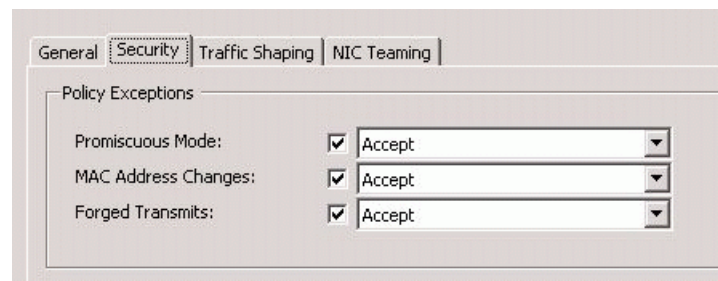 General Security Traffic Shaping NIC Teaming
Policy Exceptions
Promiscuous Mode: Accept
MAC Address Changes: Accept
Forged Transmits: Accept